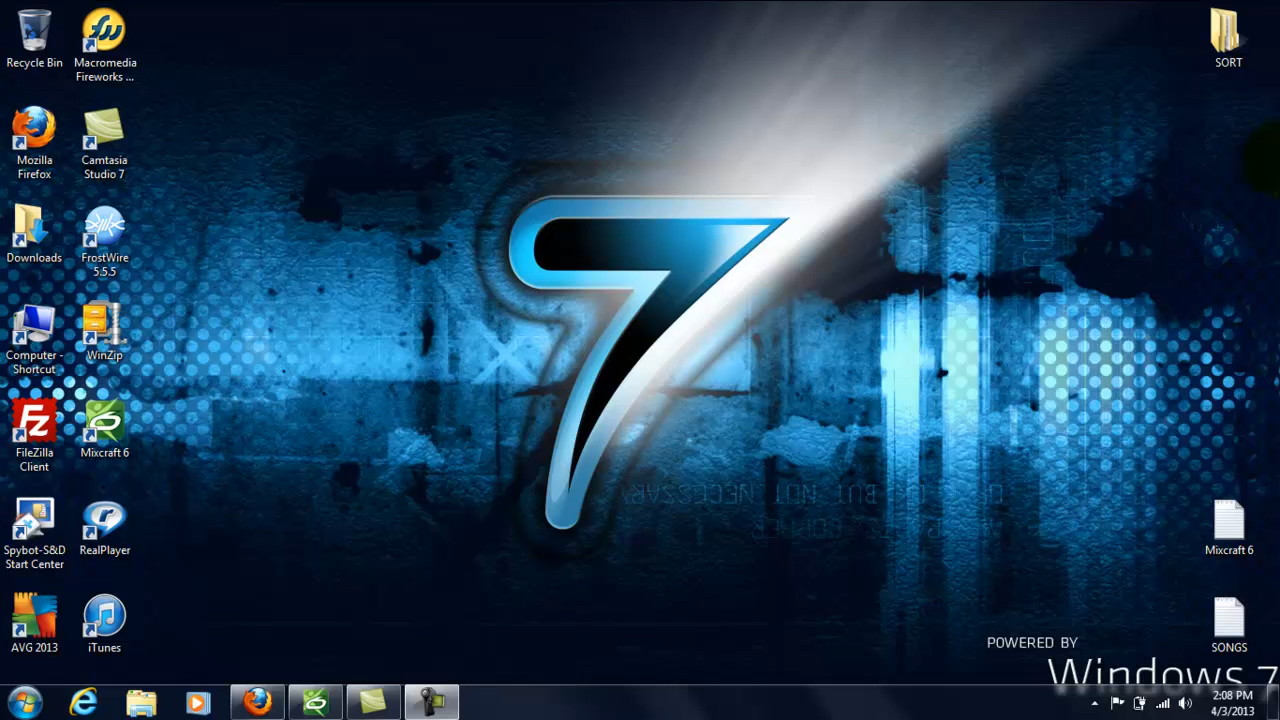 Recycle Bin
Macromedia
Fireworks ...
SORT
Mozilla
Firefox
Camtasia
Studio 7
Downloads
FrostWire
5.5.5
Computer -
Shortcut
WinZip
FileZilla
Client
Mixcraft 6
Spybot-S&D
Start Center
RealPlayer
Mixcraft 6
AVG 2013
iTunes
SONGS
7
POWERED BY
Windows 7
2:08 PM
4/3/2013